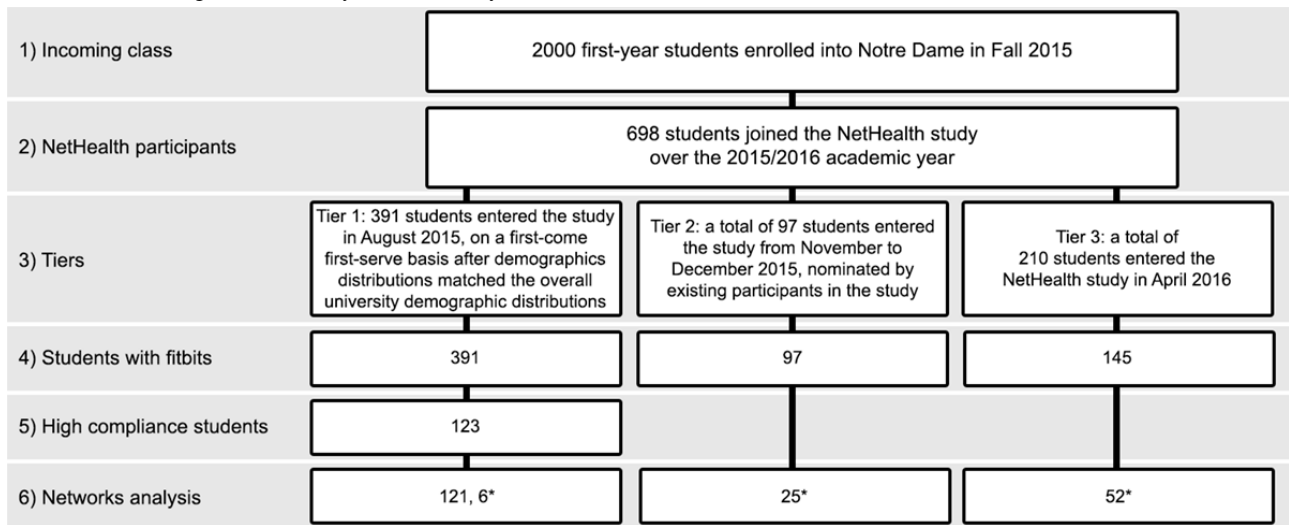 1) Incoming class
2000 first-year students enrolled into Notre Dame in Fall 2015
2) NetHealth participants
698 students joined the NetHealth study
over the 2015/2016 academic year
3) Tiers
Tier 1: 391 students entered the study
in August 2015, on a first-come
first-serve basis after demographics
distributions matched the overall
university demographic distributions
Tier 2: a total of 97 students entered
the study from November to
December 2015, nominated by
existing participants in the study
Tier 3: a total of
210 students entered the
NetHealth study in April 2016
4) Students with fitbits
391
97
145
5) High compliance students
123
6) Networks analysis
121, 6*
25*
52*